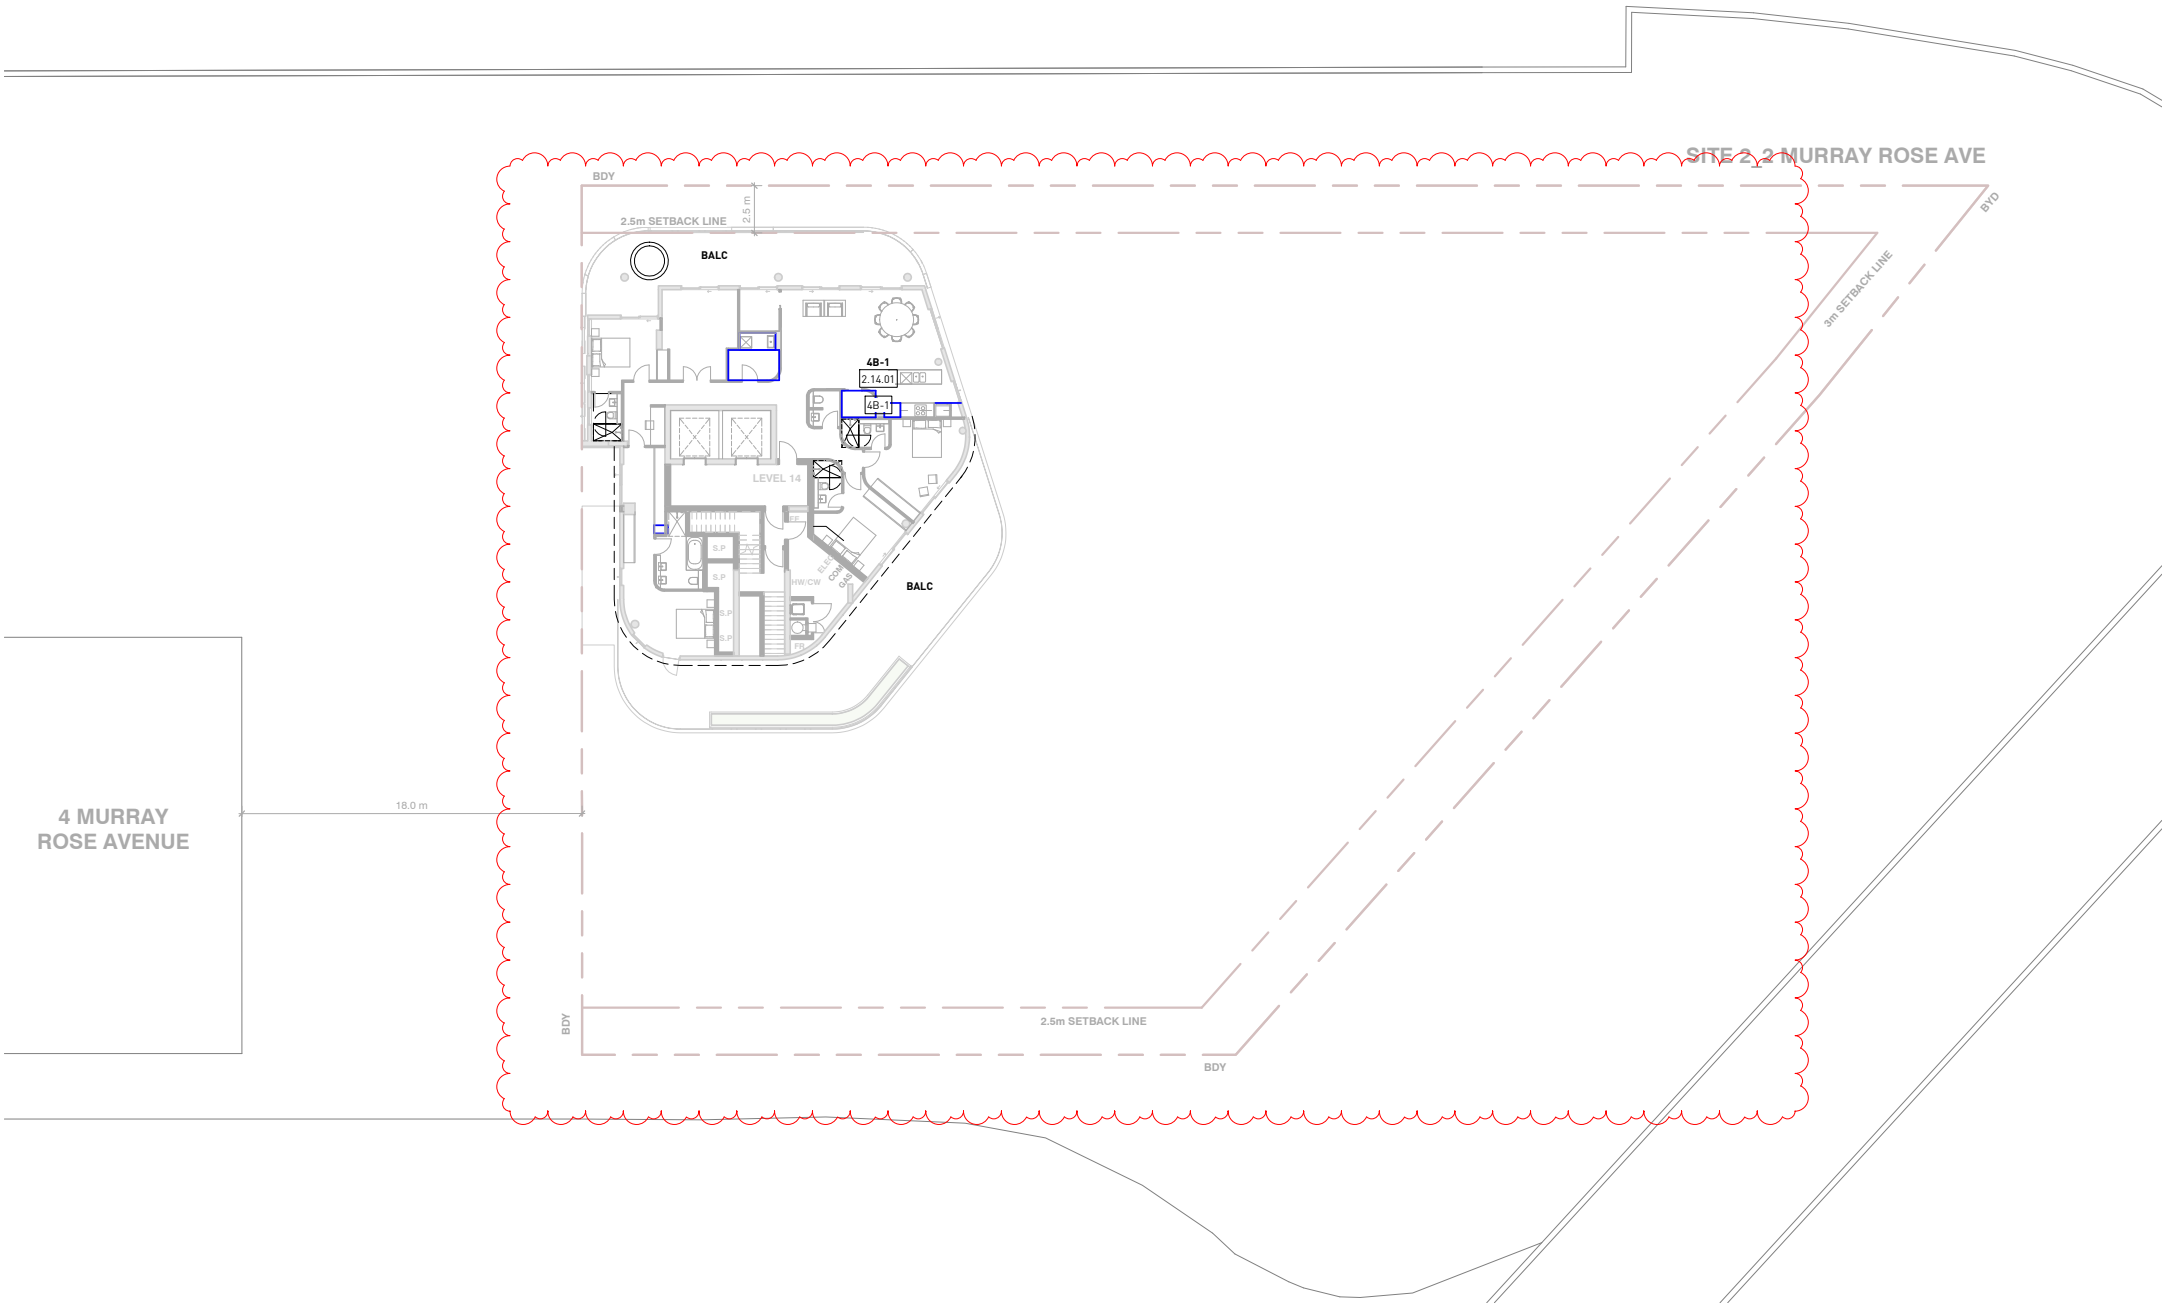 SITE 2_2 MURRAY ROSE AVE
BDY
BYD
2.5m SETBACK LINE
2.5 m
BALC
3m SETBACK LINE
4B-1
2.14.01
4B-1
LEVEL 14
S.P
HW/CW
COM
GAS
S.P
BALC
S.P
S.P
FR
18.0 m
4 MURRAY
ROSE AVENUE
BDY
2.5m SETBACK LINE
BDY